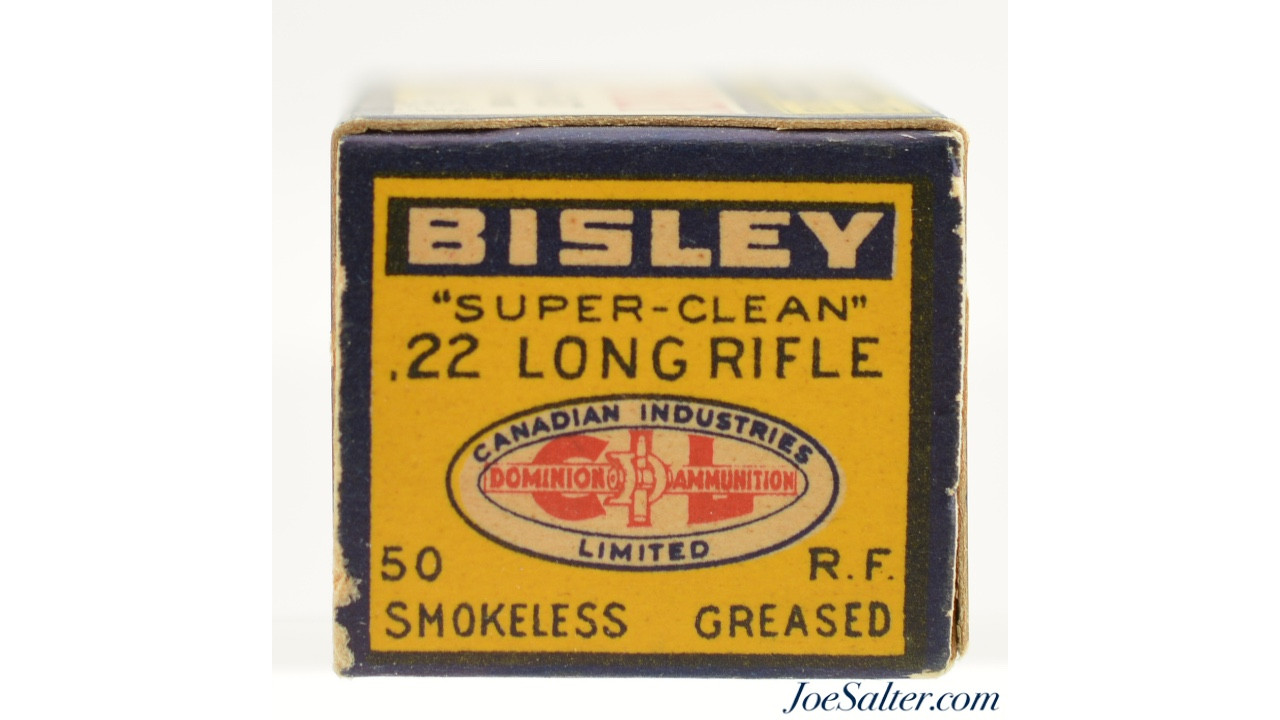 BISLEY
"SUPER-CLEAN"
.22 LONG RIFLE
CANADIAN INDUSTRIES
CIL
DOMINION AMMUNITION
LIMITED
50 R.F.
SMOKELESS GREASED
JoeSalter.com